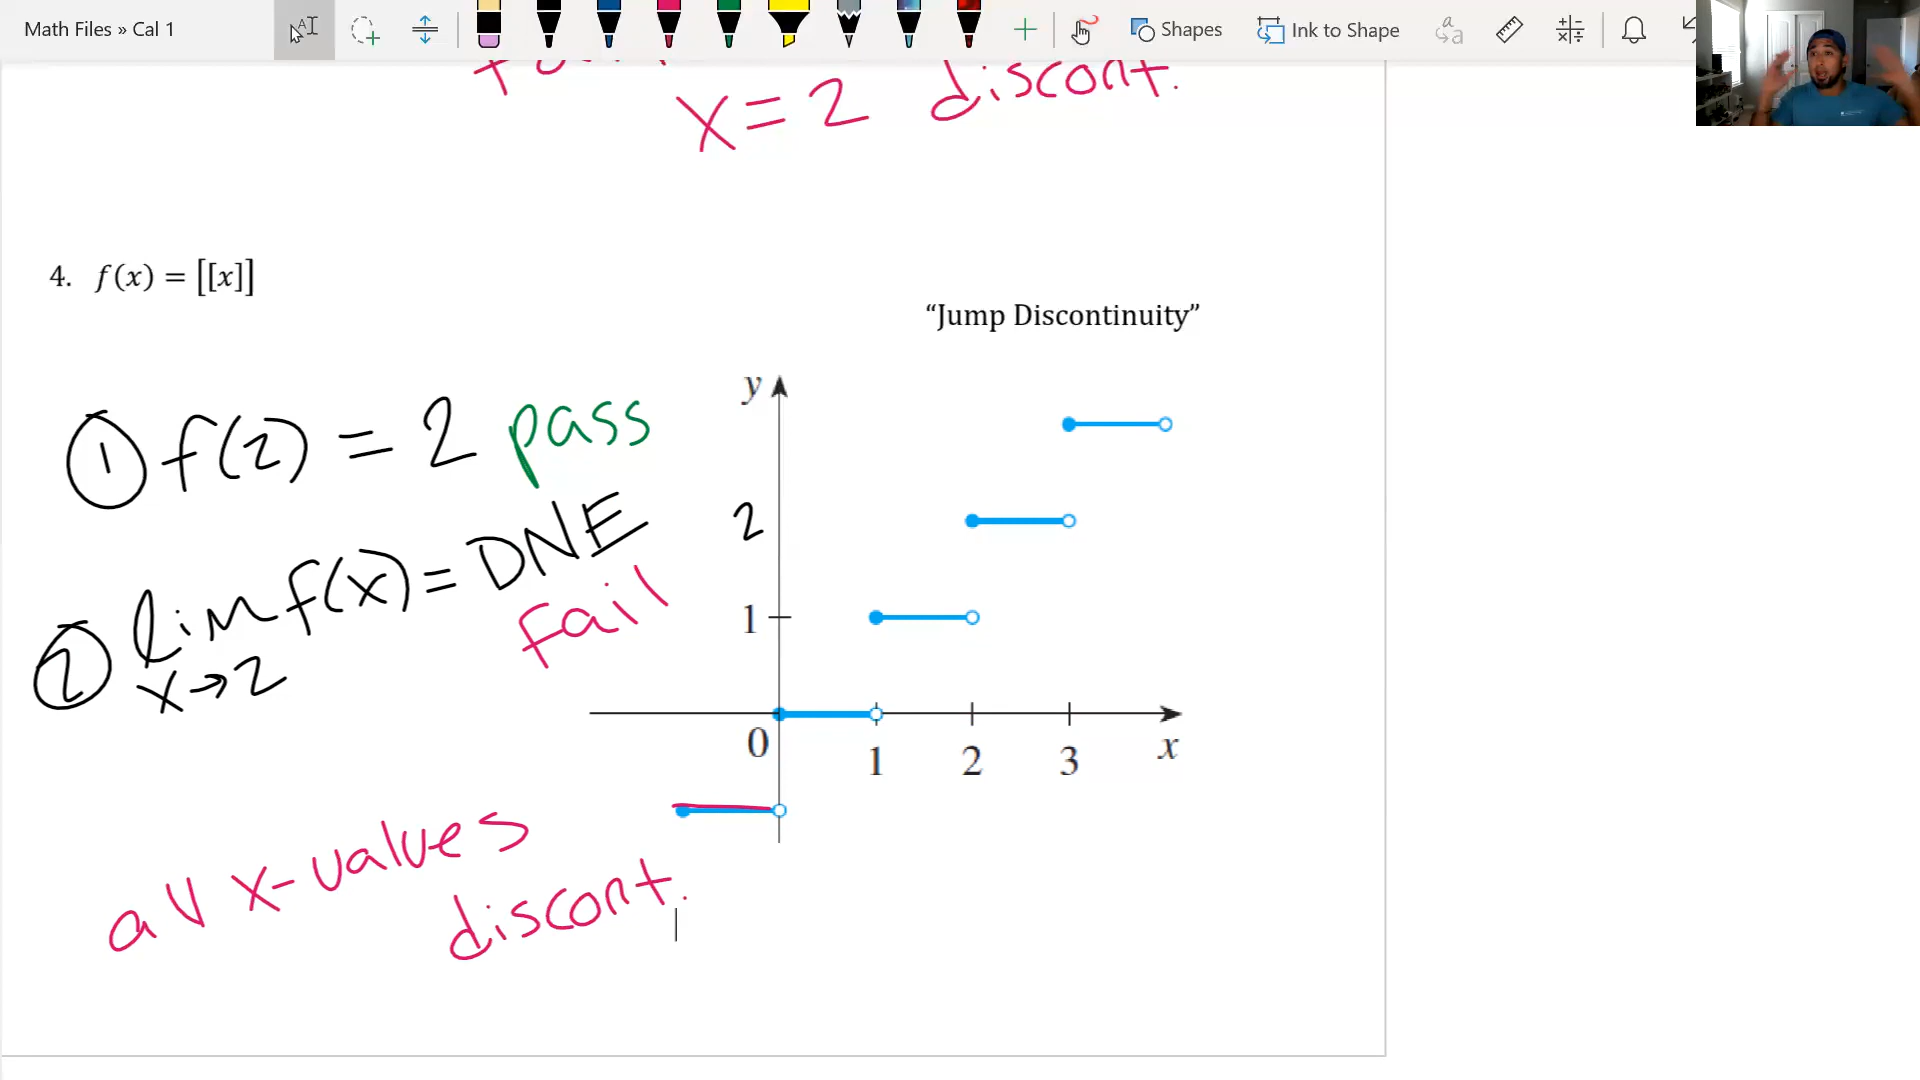 Math Files » Cal 1
Shapes
Ink to Shape
x=2 discont.
4. f(x) = [[x]]
"Jump Discontinuity"
① f(2) = 2 pass
② lim f(x) = DNE
x→2
fail
y
2
1
0
1
2
3
x
all x-values
discont.